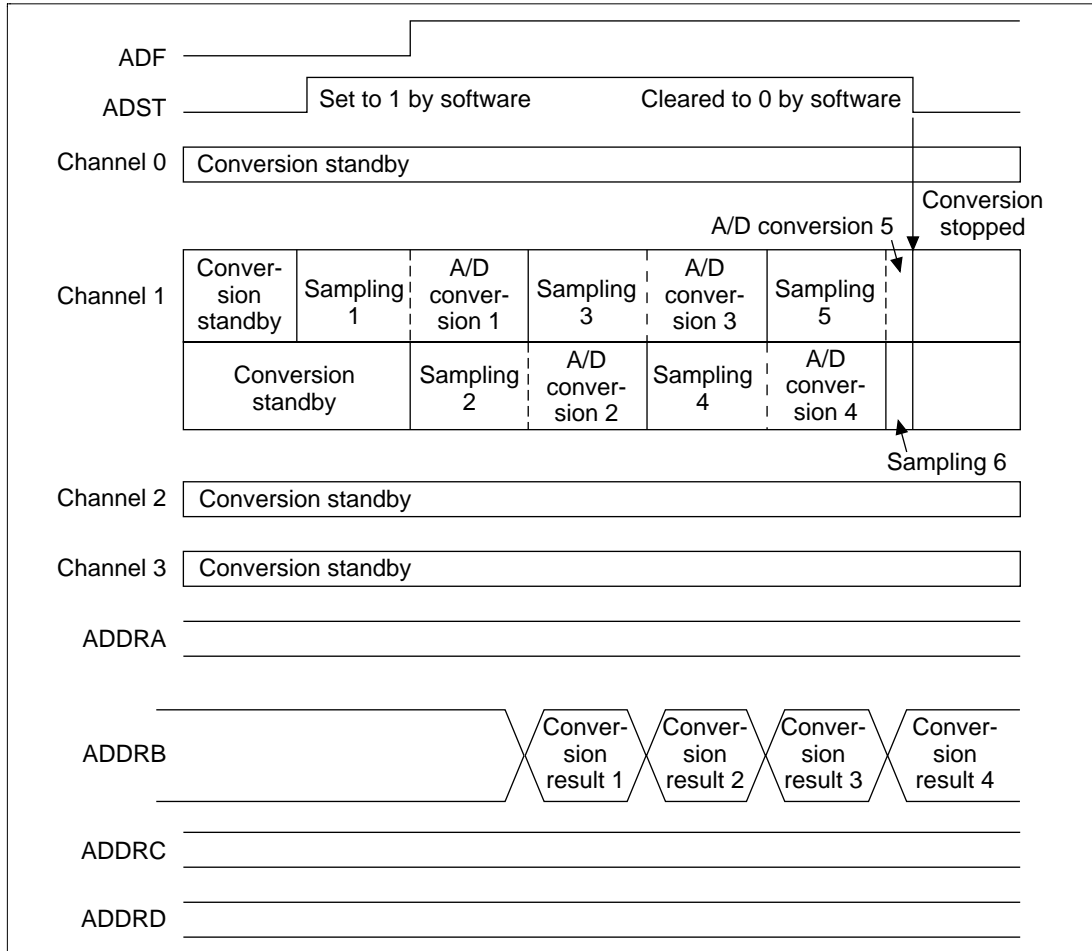 ADF
ADST
Set to 1 by software
Cleared to 0 by software
Channel 0
Conversion standby
Conversion
stopped
A/D conversion 5
Channel 1
Conver-
sion
standby
Sampling
1
A/D
conver-
sion 1
Sampling
3
A/D
conver-
sion 3
Sampling
5
Conversion
standby
Sampling
2
A/D
conver-
sion 2
Sampling
4
A/D
conver-
sion 4
Sampling 6
Channel 2
Conversion standby
Channel 3
Conversion standby
ADDRA
ADDRB
Conver-
sion
result 1
Conver-
sion
result 2
Conver-
sion
result 3
Conver-
sion
result 4
ADDRC
ADDRD